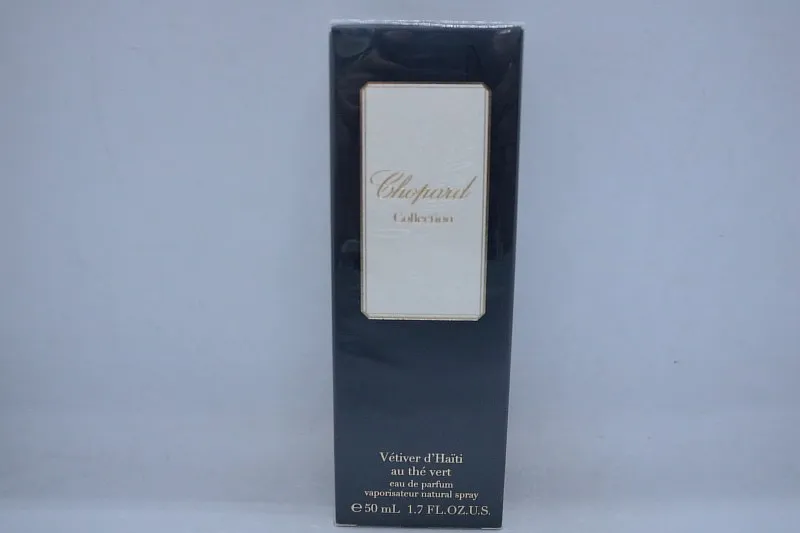 Chopard
Collection
Vétiver d'Haïti
au thé vert
eau de parfum
vaporisateur natural spray
℮50 mL 1.7 FL.OZ.U.S.